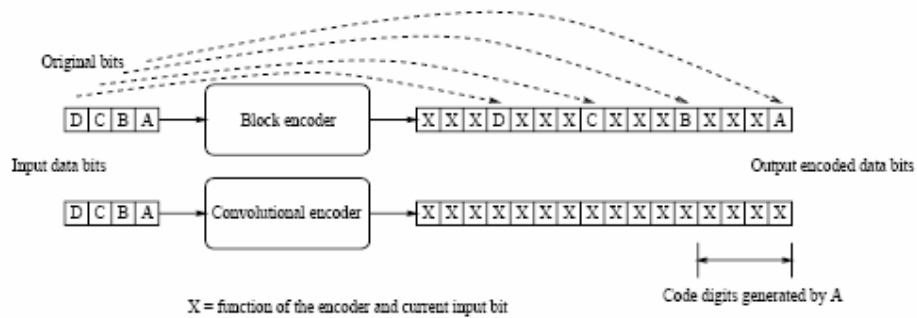 Original bits
D C B A
Block encoder
X X X D X X X C X X X B X X X A
Input data bits
Output encoded data bits
D C B A
Convolutional encoder
X X X X X X X X X X X X X X X X
X = function of the encoder and current input bit
Code digits generated by A